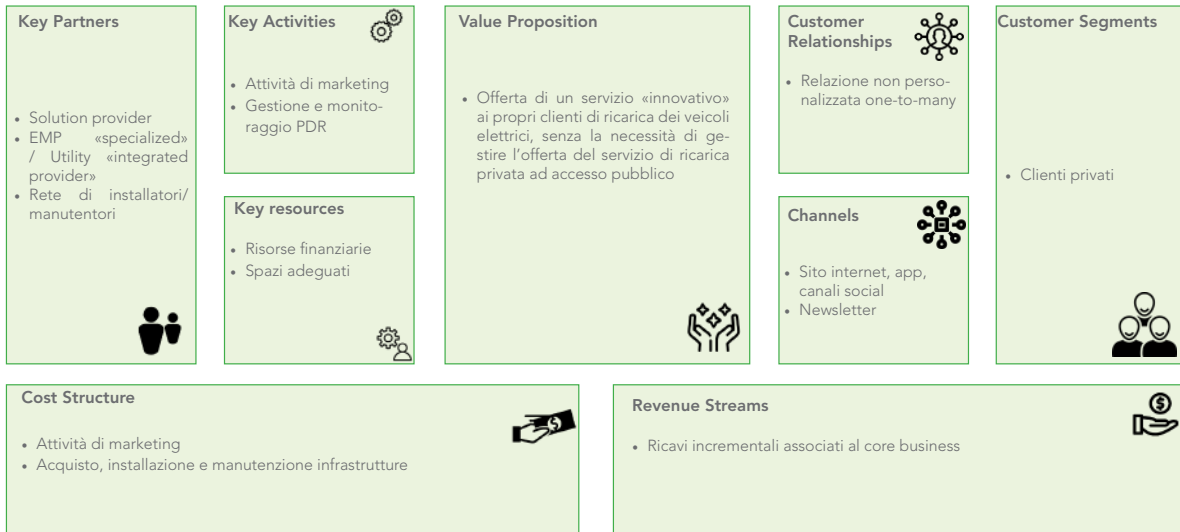 Key Partners
• Solution provider
• EMP «specialized»
/ Utility «integrated
provider»
• Rete di installatori/
manutentori
Key Activities
• Attività di marketing
• Gestione e monito-
raggio PDR
Key resources
• Risorse finanziarie
• Spazi adeguati
Value Proposition
• Offerta di un servizio «innovativo»
ai propri clienti di ricarica dei veicoli
elettrici, senza la necessità di ge-
stire l’offerta del servizio di ricarica
privata ad accesso pubblico
Customer
Relationships
• Relazione non perso-
nalizzata one-to-many
Channels
• Sito internet, app,
canali social
• Newsletter
Customer Segments
• Clienti privati
Cost Structure
• Attività di marketing
• Acquisto, installazione e manutenzione infrastrutture
Revenue Streams
• Ricavi incrementali associati al core business